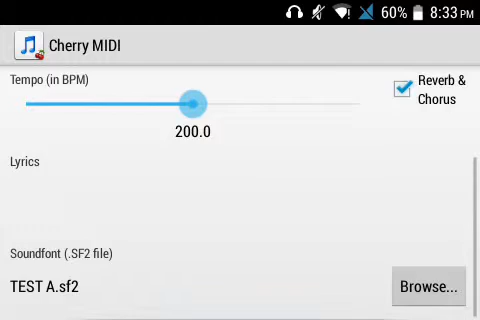 60% 8:33 PM
Cherry MIDI
Tempo (in BPM)
Reverb &
Chorus
200.0
Lyrics
Soundfont (.SF2 file)
TEST A.sf2
Browse...